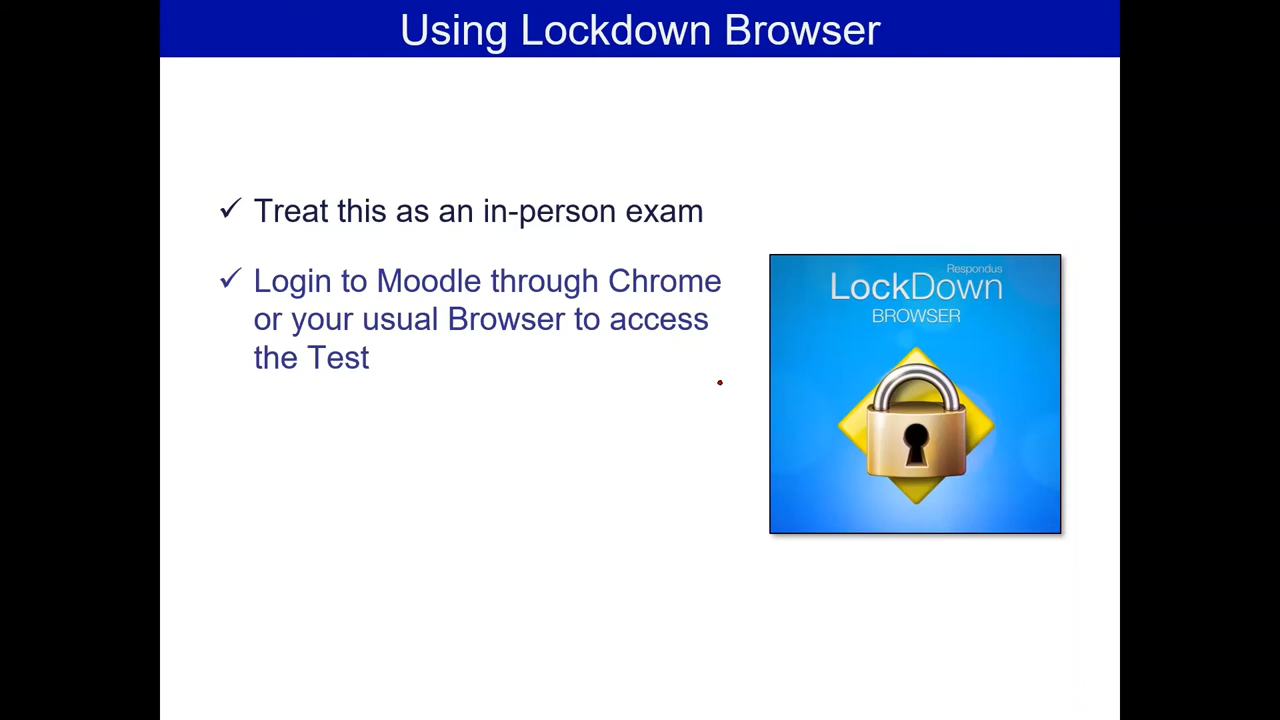 Using Lockdown Browser
✓ Treat this as an in-person exam
✓ Login to Moodle through Chrome
or your usual Browser to access
the Test
Respondus
LockDown
BROWSER